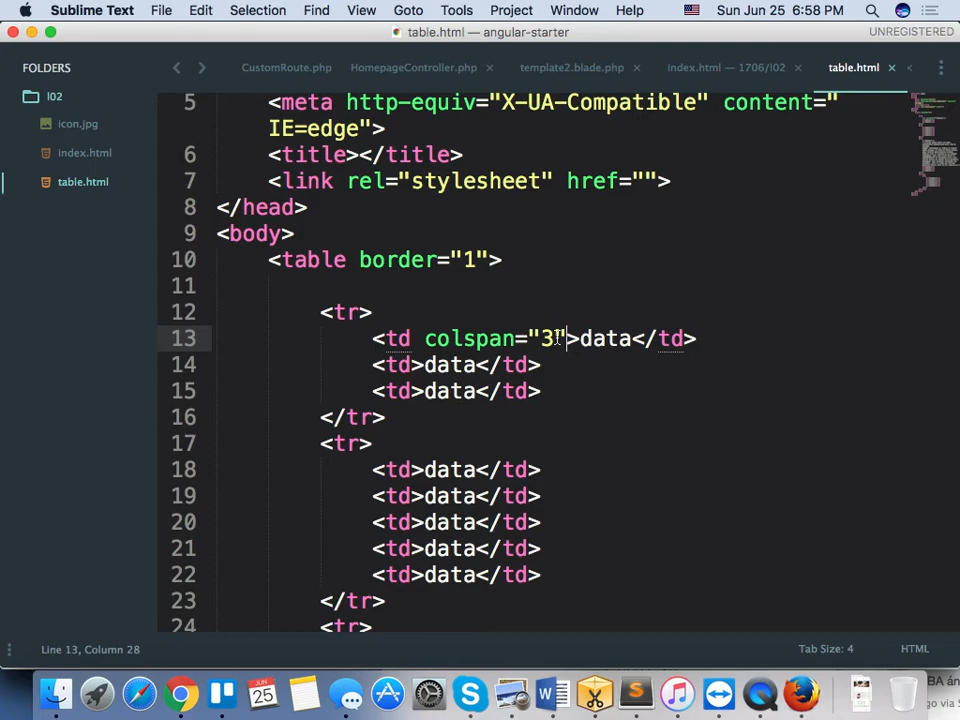 Sublime Text File Edit Selection Find View Goto Tools Project Window Help Sun Jun 25 6:58 PM
table.html — angular-starter UNREGISTERED
FOLDERS
l02
icon.jpg
index.html
table.html
CustomRoute.php HomepageController.php × template2.blade.php × index.html — 1706/l02 × table.html ×
5 <meta http-equiv="X-UA-Compatible" content="
IE=edge">
6 <title></title>
7 <link rel="stylesheet" href="">
8 </head>
9 <body>
10 <table border="1">
11
12 <tr>
13 <td colspan="3">data</td>
14 <td>data</td>
15 <td>data</td>
16 </tr>
17 <tr>
18 <td>data</td>
19 <td>data</td>
20 <td>data</td>
21 <td>data</td>
22 <td>data</td>
23 </tr>
24 <tr>
Line 13, Column 28 Tab Size: 4 HTML
JUN
25
BA án
go via S